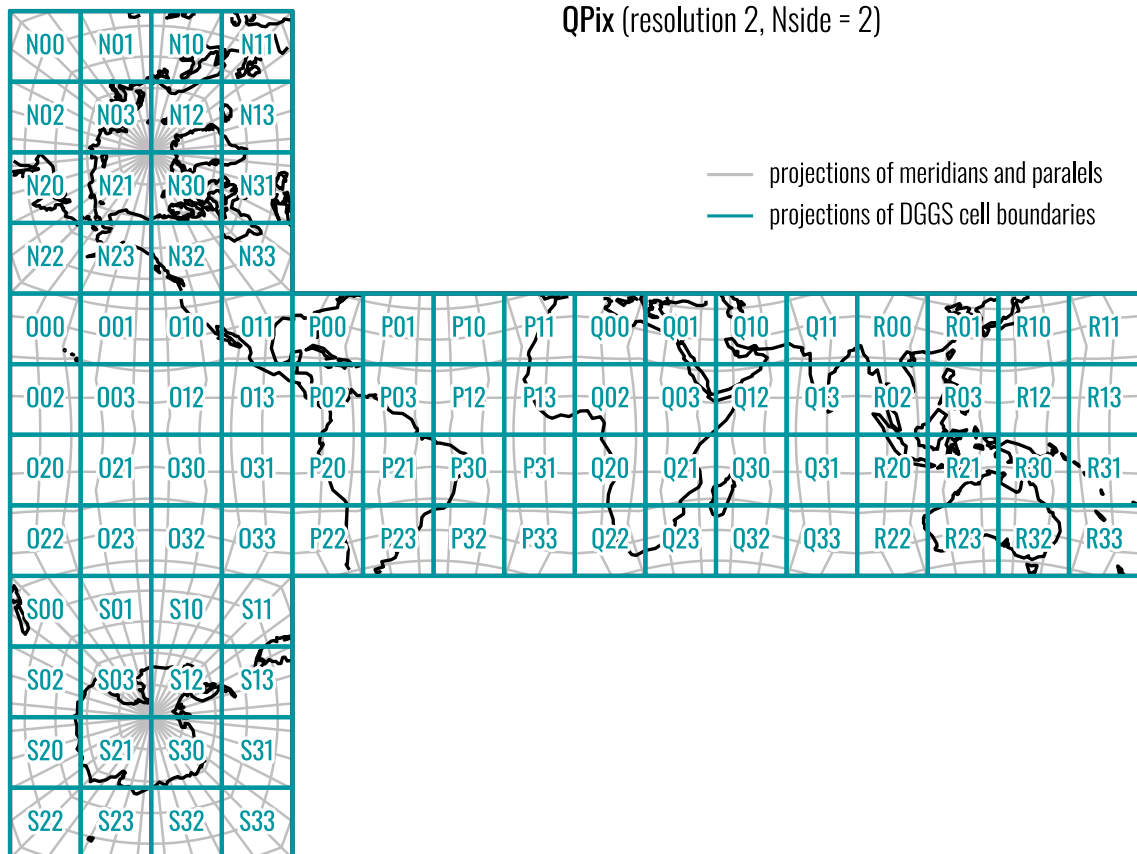 QPix (resolution 2, Nside = 2)
N00 N01 N10 N11
N02 N03 N12 N13
projections of meridians and paralels
N20 N21 N30 N31
projections of DGGS cell boundaries
N22 N23 N32 N33
O00 O01 O10 O11 P00 P01 P10 P11 Q00 Q01 Q10 Q11 R00 R01 R10 R11
O02 O03 O12 O13 P02 P03 P12 P13 Q02 Q03 Q12 Q13 R02 R03 R12 R13
O20 O21 O30 O31 P20 P21 P30 P31 Q20 Q21 Q30 Q31 R20 R21 R30 R31
O22 O23 O32 O33 P22 P23 P32 P33 Q22 Q23 Q32 Q33 R22 R23 R32 R33
S00 S01 S10 S11
S02 S03 S12 S13
S20 S21 S30 S31
S22 S23 S32 S33